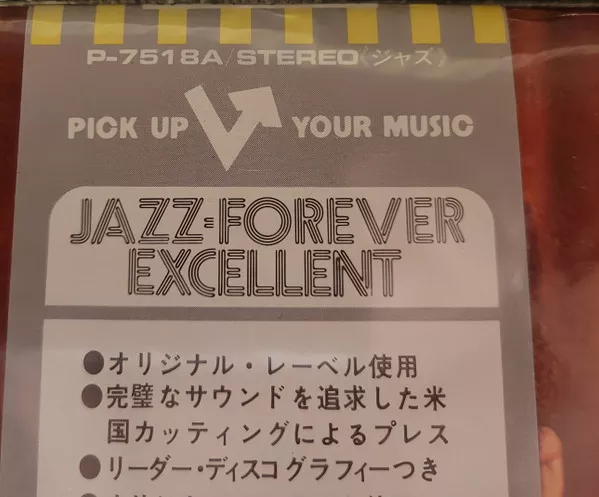 P-7518A/STEREO《ジャズ》
PICK UP YOUR MUSIC
JAZZ:FOREVER
EXCELLENT
●オリジナル・レーベル使用
●完璧なサウンドを追求した米
国カッティングによるプレス
●リーダー・ディスコグラフィーつき